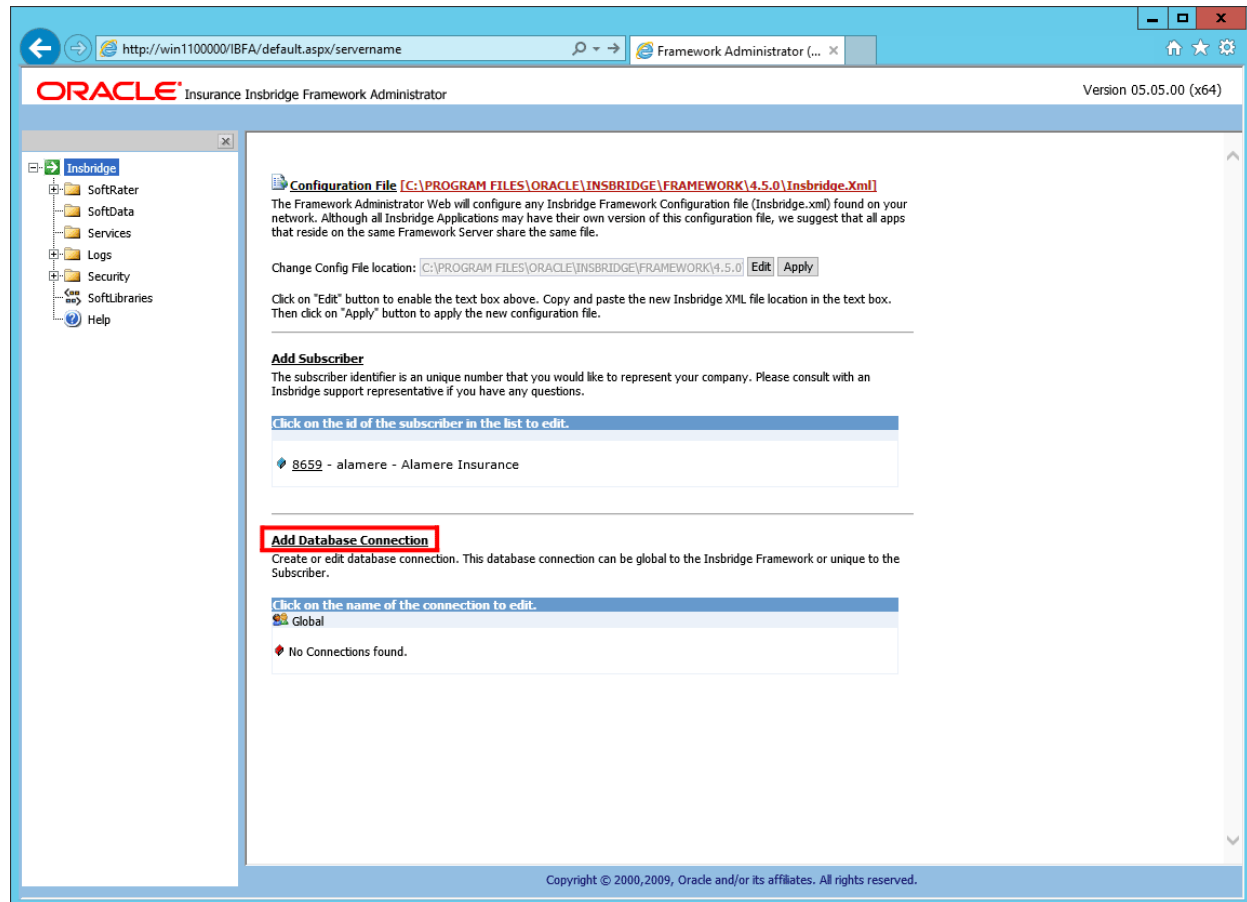 http://win1100000/IBFA/default.aspx/servername
Framework Administrator (...
ORACLE Insurance Insbridge Framework Administrator
Version 05.05.00 (x64)
Insbridge
SoftRater
SoftData
Services
Logs
Security
SoftLibraries
Help
Configuration File [C:\PROGRAM FILES\ORACLE\INSBRIDGE\FRAMEWORK\4.5.0\Insbridge.Xml]
The Framework Administrator Web will configure any Insbridge Framework Configuration file (Insbridge.xml) found on your
network. Although all Insbridge Applications may have their own version of this configuration file, we suggest that all apps
that reside on the same Framework Server share the same file.
Change Config File location: C:\PROGRAM FILES\ORACLE\INSBRIDGE\FRAMEWORK\4.5.0 Edit Apply
Click on "Edit" button to enable the text box above. Copy and paste the new Insbridge XML file location in the text box.
Then click on "Apply" button to apply the new configuration file.
Add Subscriber
The subscriber identifier is an unique number that you would like to represent your company. Please consult with an
Insbridge support representative if you have any questions.
Click on the id of the subscriber in the list to edit.
8659 - alamere - Alamere Insurance
Add Database Connection
Create or edit database connection. This database connection can be global to the Insbridge Framework or unique to the
Subscriber.
Click on the name of the connection to edit.
Global
No Connections found.
Copyright © 2000,2009, Oracle and/or its affiliates. All rights reserved.